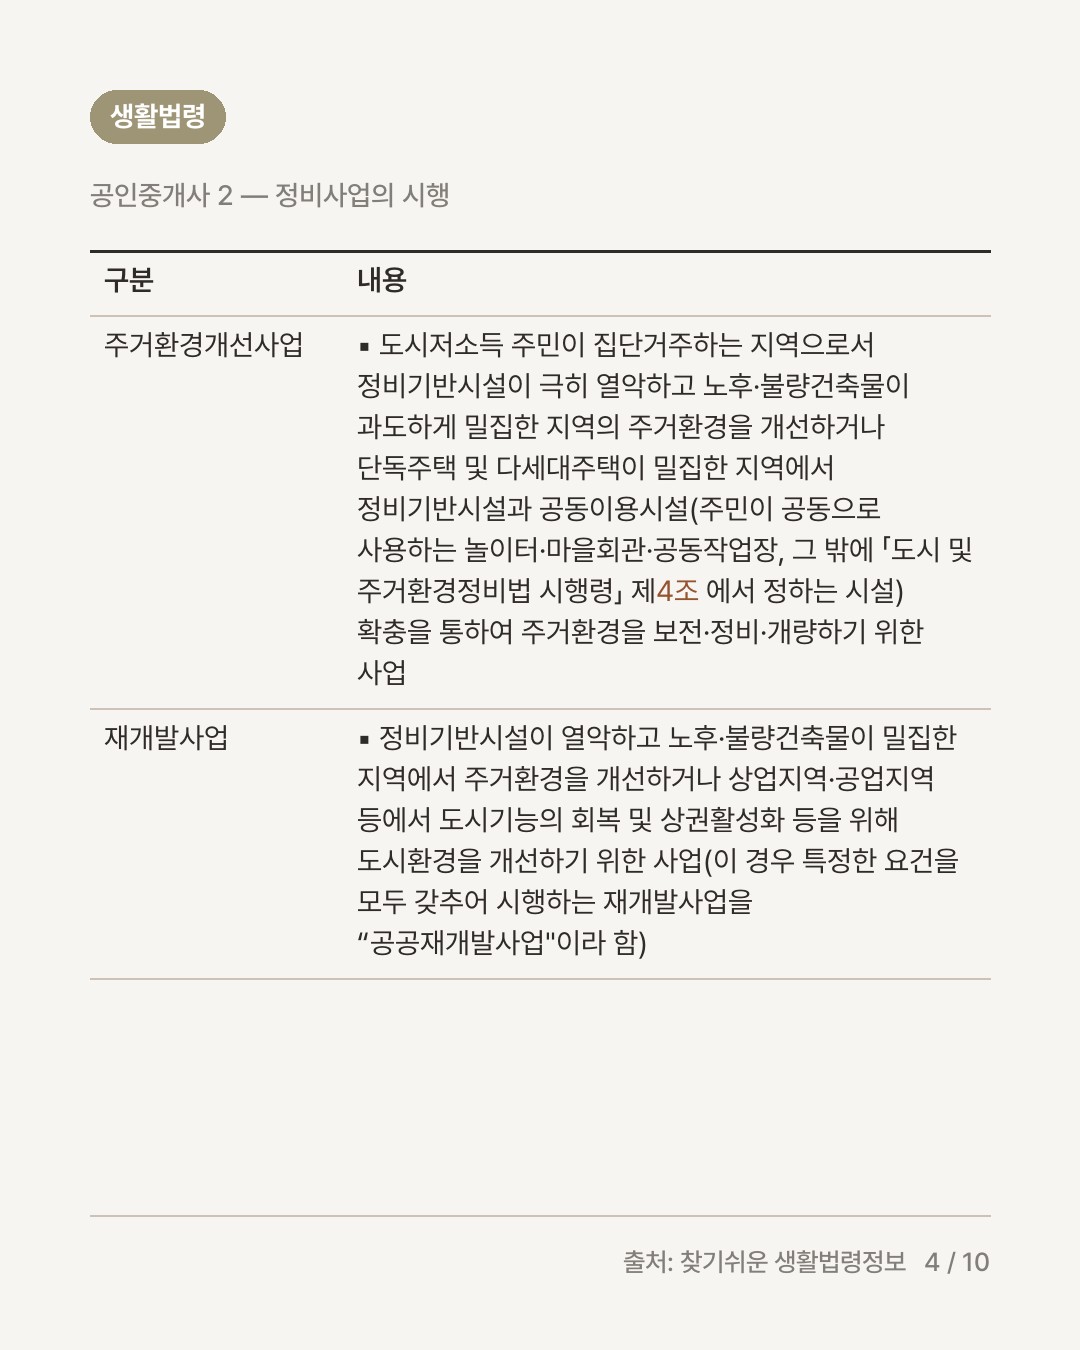 생활법령
공인중개사 2 — 정비사업의 시행
구분 내용
주거환경개선사업 ▪ 도시저소득 주민이 집단거주하는 지역으로서
정비기반시설이 극히 열악하고 노후·불량건축물이
과도하게 밀집한 지역의 주거환경을 개선하거나
단독주택 및 다세대주택이 밀집한 지역에서
정비기반시설과 공동이용시설(주민이 공동으로
사용하는 놀이터·마을회관·공동작업장, 그 밖에 「도시 및
주거환경정비법 시행령」 제4조 에서 정하는 시설)
확충을 통하여 주거환경을 보전·정비·개량하기 위한
사업
재개발사업 ▪ 정비기반시설이 열악하고 노후·불량건축물이 밀집한
지역에서 주거환경을 개선하거나 상업지역·공업지역
등에서 도시기능의 회복 및 상권활성화 등을 위해
도시환경을 개선하기 위한 사업(이 경우 특정한 요건을
모두 갖추어 시행하는 재개발사업을
“공공재개발사업"이라 함)
출처: 찾기쉬운 생활법령정보 4 / 10